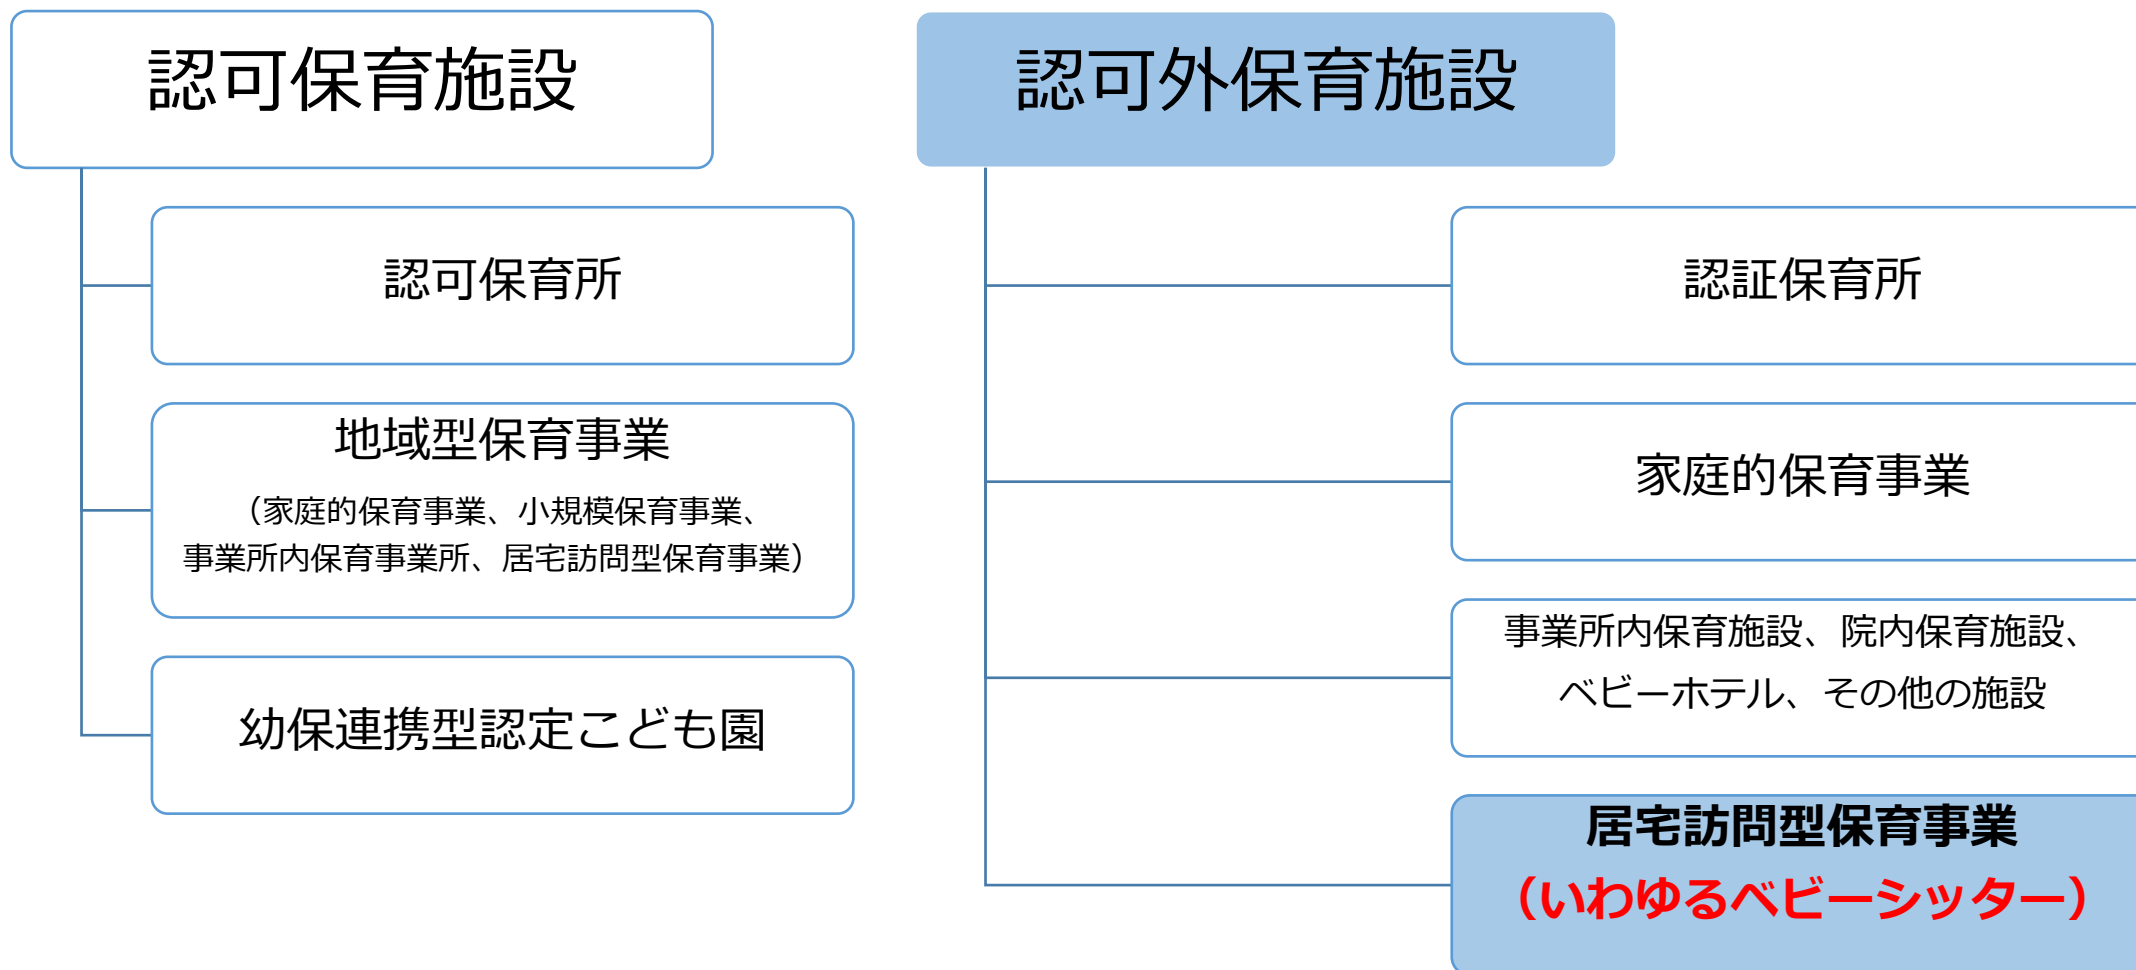 認可保育施設
認可保育所
地域型保育事業
（家庭的保育事業、小規模保育事業、
事業所内保育事業所、居宅訪問型保育事業）
幼保連携型認定こども園
認可外保育施設
認証保育所
家庭的保育事業
事業所内保育施設、院内保育施設、
ベビーホテル、その他の施設
居宅訪問型保育事業
（いわゆるベビーシッター）